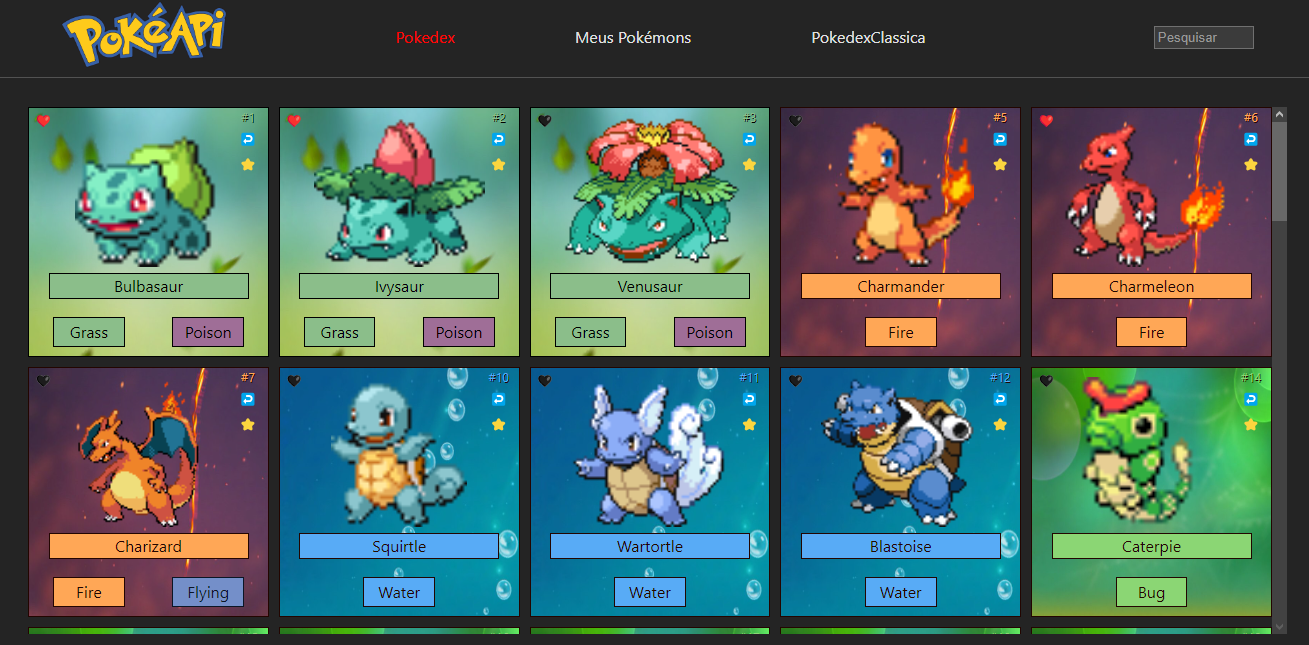 PokéAPi
Pokedex Meus Pokémons PokedexClassica Pesquisar
#1 #2 #3 #5 #6
Bulbasaur Ivysaur Venusaur Charmander Charmeleon
Grass Poison Grass Poison Grass Poison Fire Fire
#7 #10 #11 #12 #14
Charizard Squirtle Wartortle Blastoise Caterpie
Fire Flying Water Water Water Bug